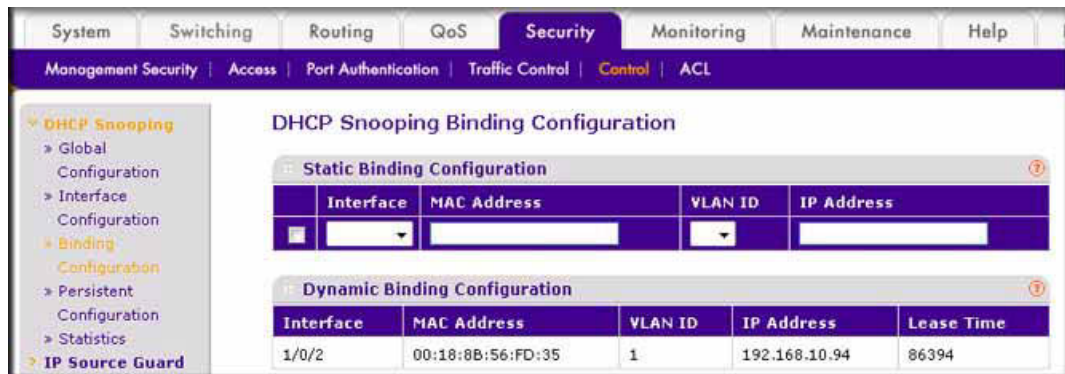 System Switching Routing QoS Security Monitoring Maintenance Help
Management Security | Access | Port Authentication | Traffic Control | Control | ACL
DHCP Snooping
» Global
Configuration
» Interface
Configuration
» Binding
Configuration
» Persistent
Configuration
» Statistics
IP Source Guard
DHCP Snooping Binding Configuration
Static Binding Configuration
Interface MAC Address VLAN ID IP Address
Dynamic Binding Configuration
Interface MAC Address VLAN ID IP Address Lease Time
1/0/2 00:18:8B:56:FD:35 1 192.168.10.94 86394